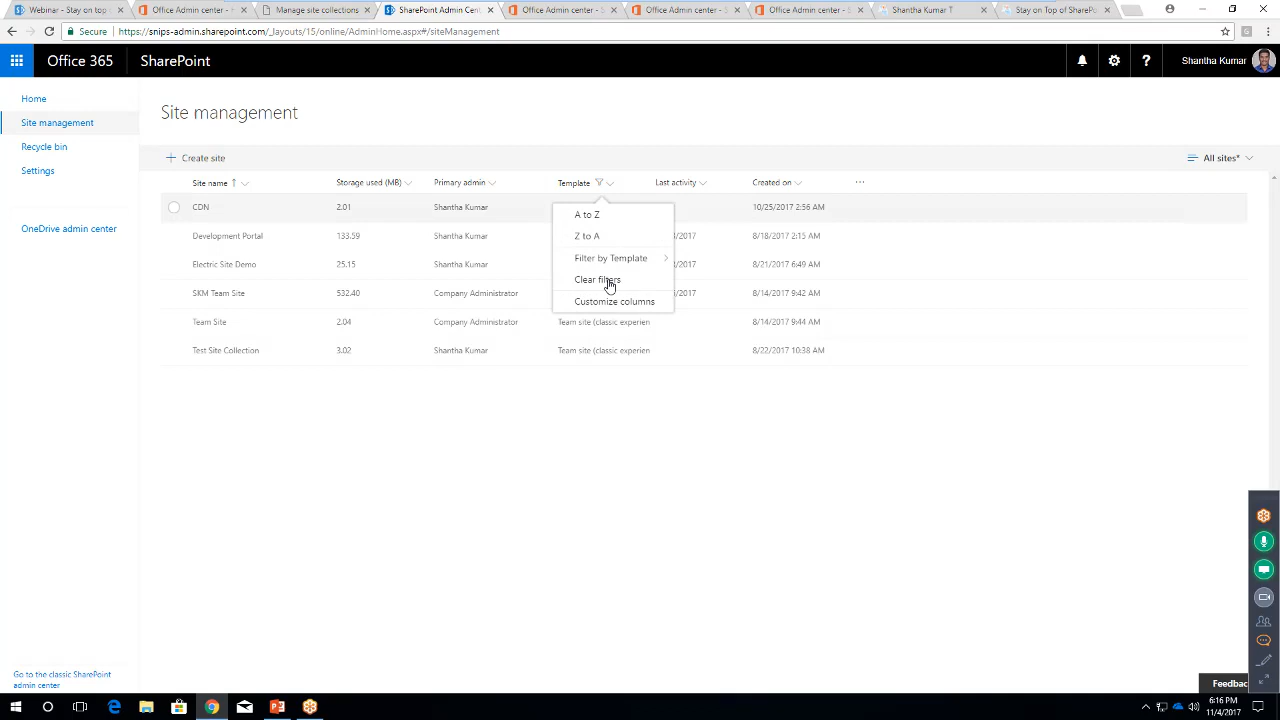 Webinar - Stay on top
Office Admin center -
Manage site collections
SharePoint Admin Cent
Office Admin center - S
Office Admin center - S
Office Admin center - S
Shantha Kumar T
Stay on Top of SharePo
Secure
https://snips-admin.sharepoint.com/_layouts/15/online/AdminHome.aspx#/siteManagement
Office 365
SharePoint
?
Shantha Kumar
Home
Site management
Recycle bin
Settings
OneDrive admin center
Site management
+ Create site
All sites*
Site name
Storage used (MB)
Primary admin
Template
Last activity
Created on
...
CDN
2.01
Shantha Kumar
10/25/2017 2:56 AM
Development Portal
133.59
Shantha Kumar
/2017
8/18/2017 2:15 AM
Electric Site Demo
25.15
Shantha Kumar
8/21/2017 6:49 AM
SKM Team Site
532.40
Company Administrator
/2017
8/14/2017 9:42 AM
Team Site
2.04
Company Administrator
Team site (classic experien
8/14/2017 9:44 AM
Test Site Collection
3.02
Shantha Kumar
Team site (classic experien
8/22/2017 10:38 AM
A to Z
Z to A
Filter by Template
Clear filters
Customize columns
Go to the classic SharePoint
admin center
Feedbac
6:16 PM
11/4/2017